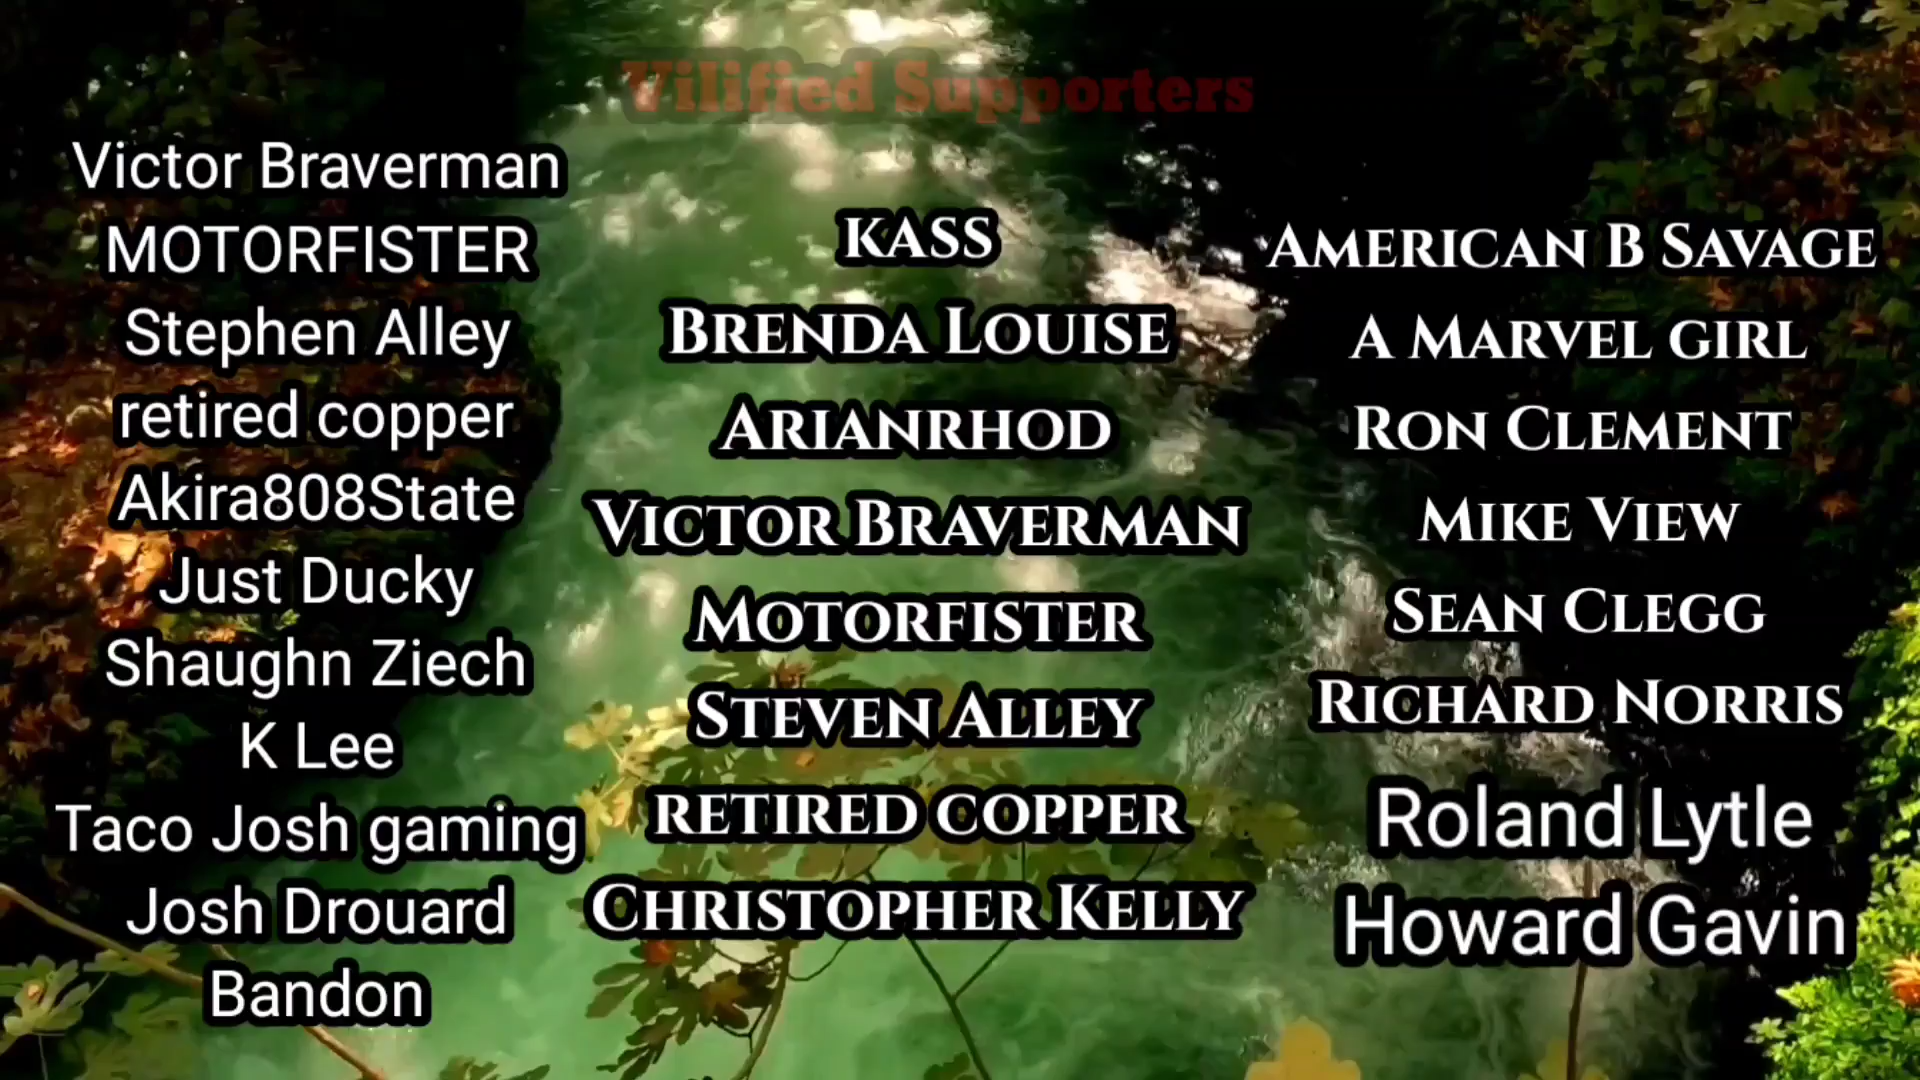 Vilified Supporters
Victor Braverman
MOTORFISTER
Stephen Alley
retired copper
Akira808State
Just Ducky
Shaughn Ziech
K Lee
Taco Josh gaming
Josh Drouard
Bandon
KASS
Brenda Louise
Arianrhod
Victor Braverman
Motorfister
Steven Alley
retired copper
Christopher Kelly
American B Savage
A Marvel girl
Ron Clement
Mike View
Sean Clegg
Richard Norris
Roland Lytle
Howard Gavin